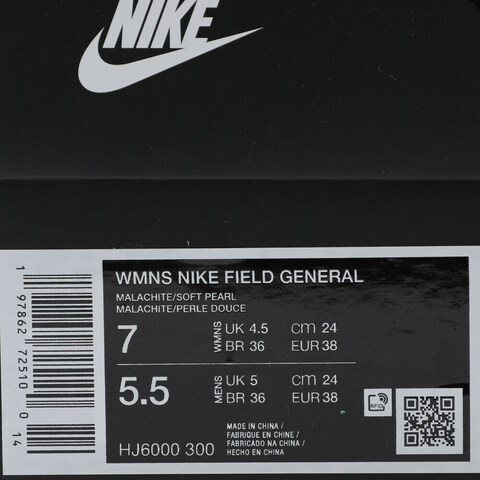 NIKE
WMNS NIKE FIELD GENERAL
MALACHITE/SOFT PEARL
MALACHITE/PERLE DOUCE
7 WMNS UK 4.5 cm 24
BR 36 EUR 38
5.5 MENS UK 5 cm 24
BR 36 EUR 38
HJ6000 300
MADE IN CHINA /
FABRIQUE EN CHINE /
FABRICADO NA CHINA /
HECHO EN CHINA
1 97862 72510 0 14